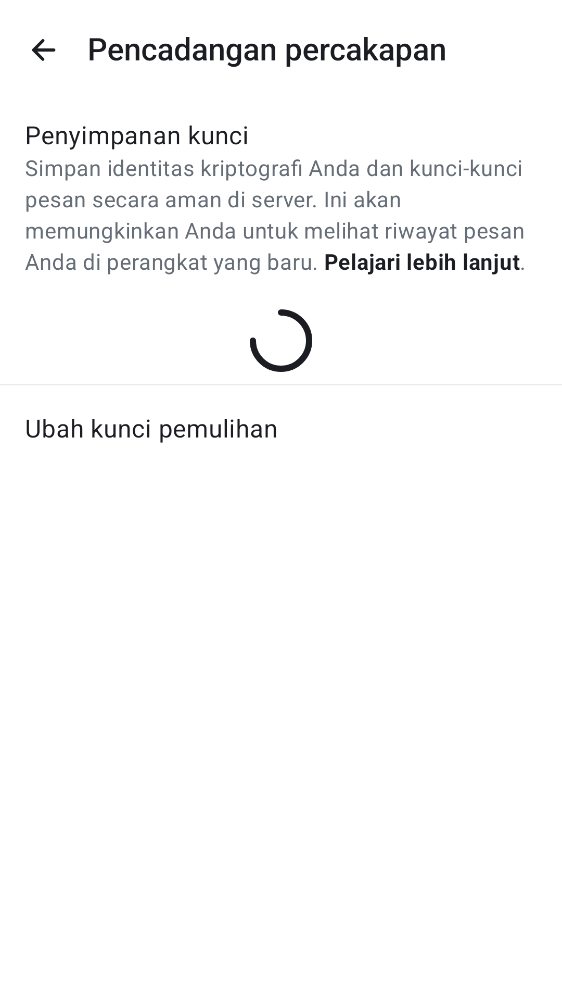 Pencadangan percakapan
Penyimpanan kunci
Simpan identitas kriptografi Anda dan kunci-kunci
pesan secara aman di server. Ini akan
memungkinkan Anda untuk melihat riwayat pesan
Anda di perangkat yang baru. Pelajari lebih lanjut.
Ubah kunci pemulihan